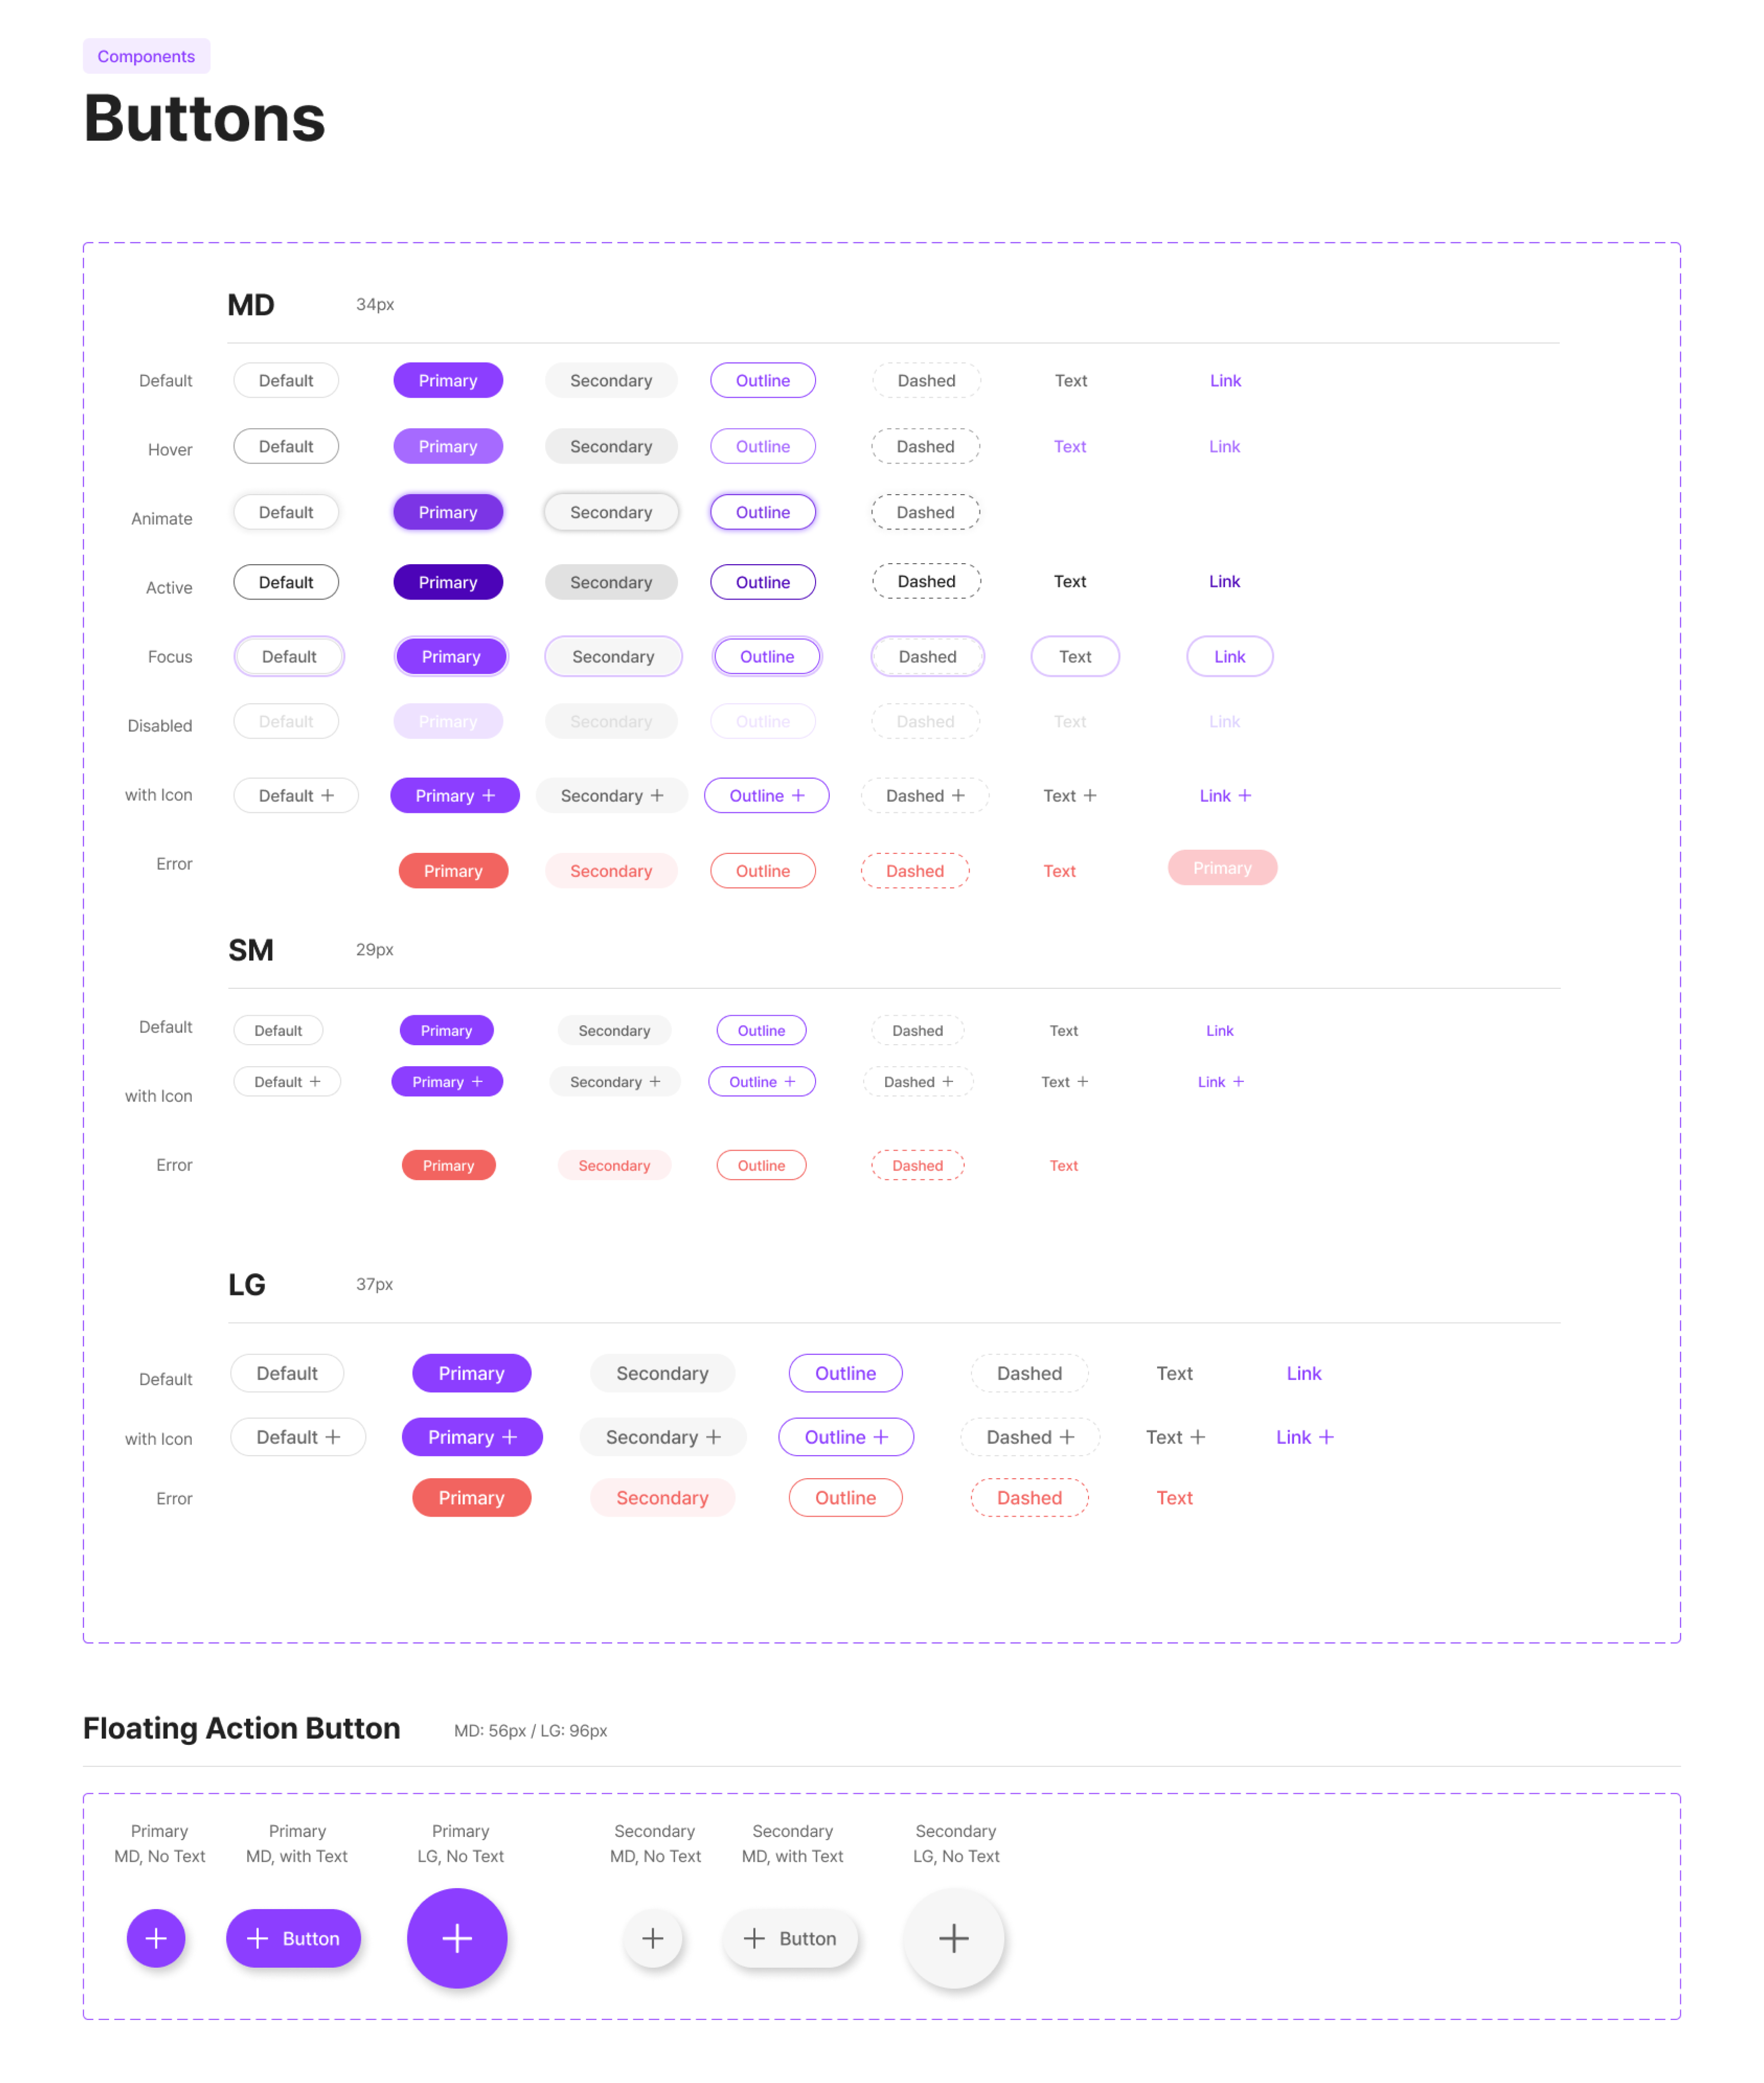 Components
Buttons
MD 34px
Default Default Primary Secondary Outline Dashed Text Link
Hover Default Primary Secondary Outline Dashed Text Link
Animate Default Primary Secondary Outline Dashed
Active Default Primary Secondary Outline Dashed Text Link
Focus Default Primary Secondary Outline Dashed Text Link
Disabled Default Primary Secondary Outline Dashed Text Link
with Icon Default + Primary + Secondary + Outline + Dashed + Text + Link +
Error Primary Secondary Outline Dashed Text Primary
SM 29px
Default Default Primary Secondary Outline Dashed Text Link
with Icon Default + Primary + Secondary + Outline + Dashed + Text + Link +
Error Primary Secondary Outline Dashed Text
LG 37px
Default Default Primary Secondary Outline Dashed Text Link
with Icon Default + Primary + Secondary + Outline + Dashed + Text + Link +
Error Primary Secondary Outline Dashed Text
Floating Action Button MD: 56px / LG: 96px
Primary Primary Primary Secondary Secondary Secondary
MD, No Text MD, with Text LG, No Text MD, No Text MD, with Text LG, No Text
+ + Button + + + Button +